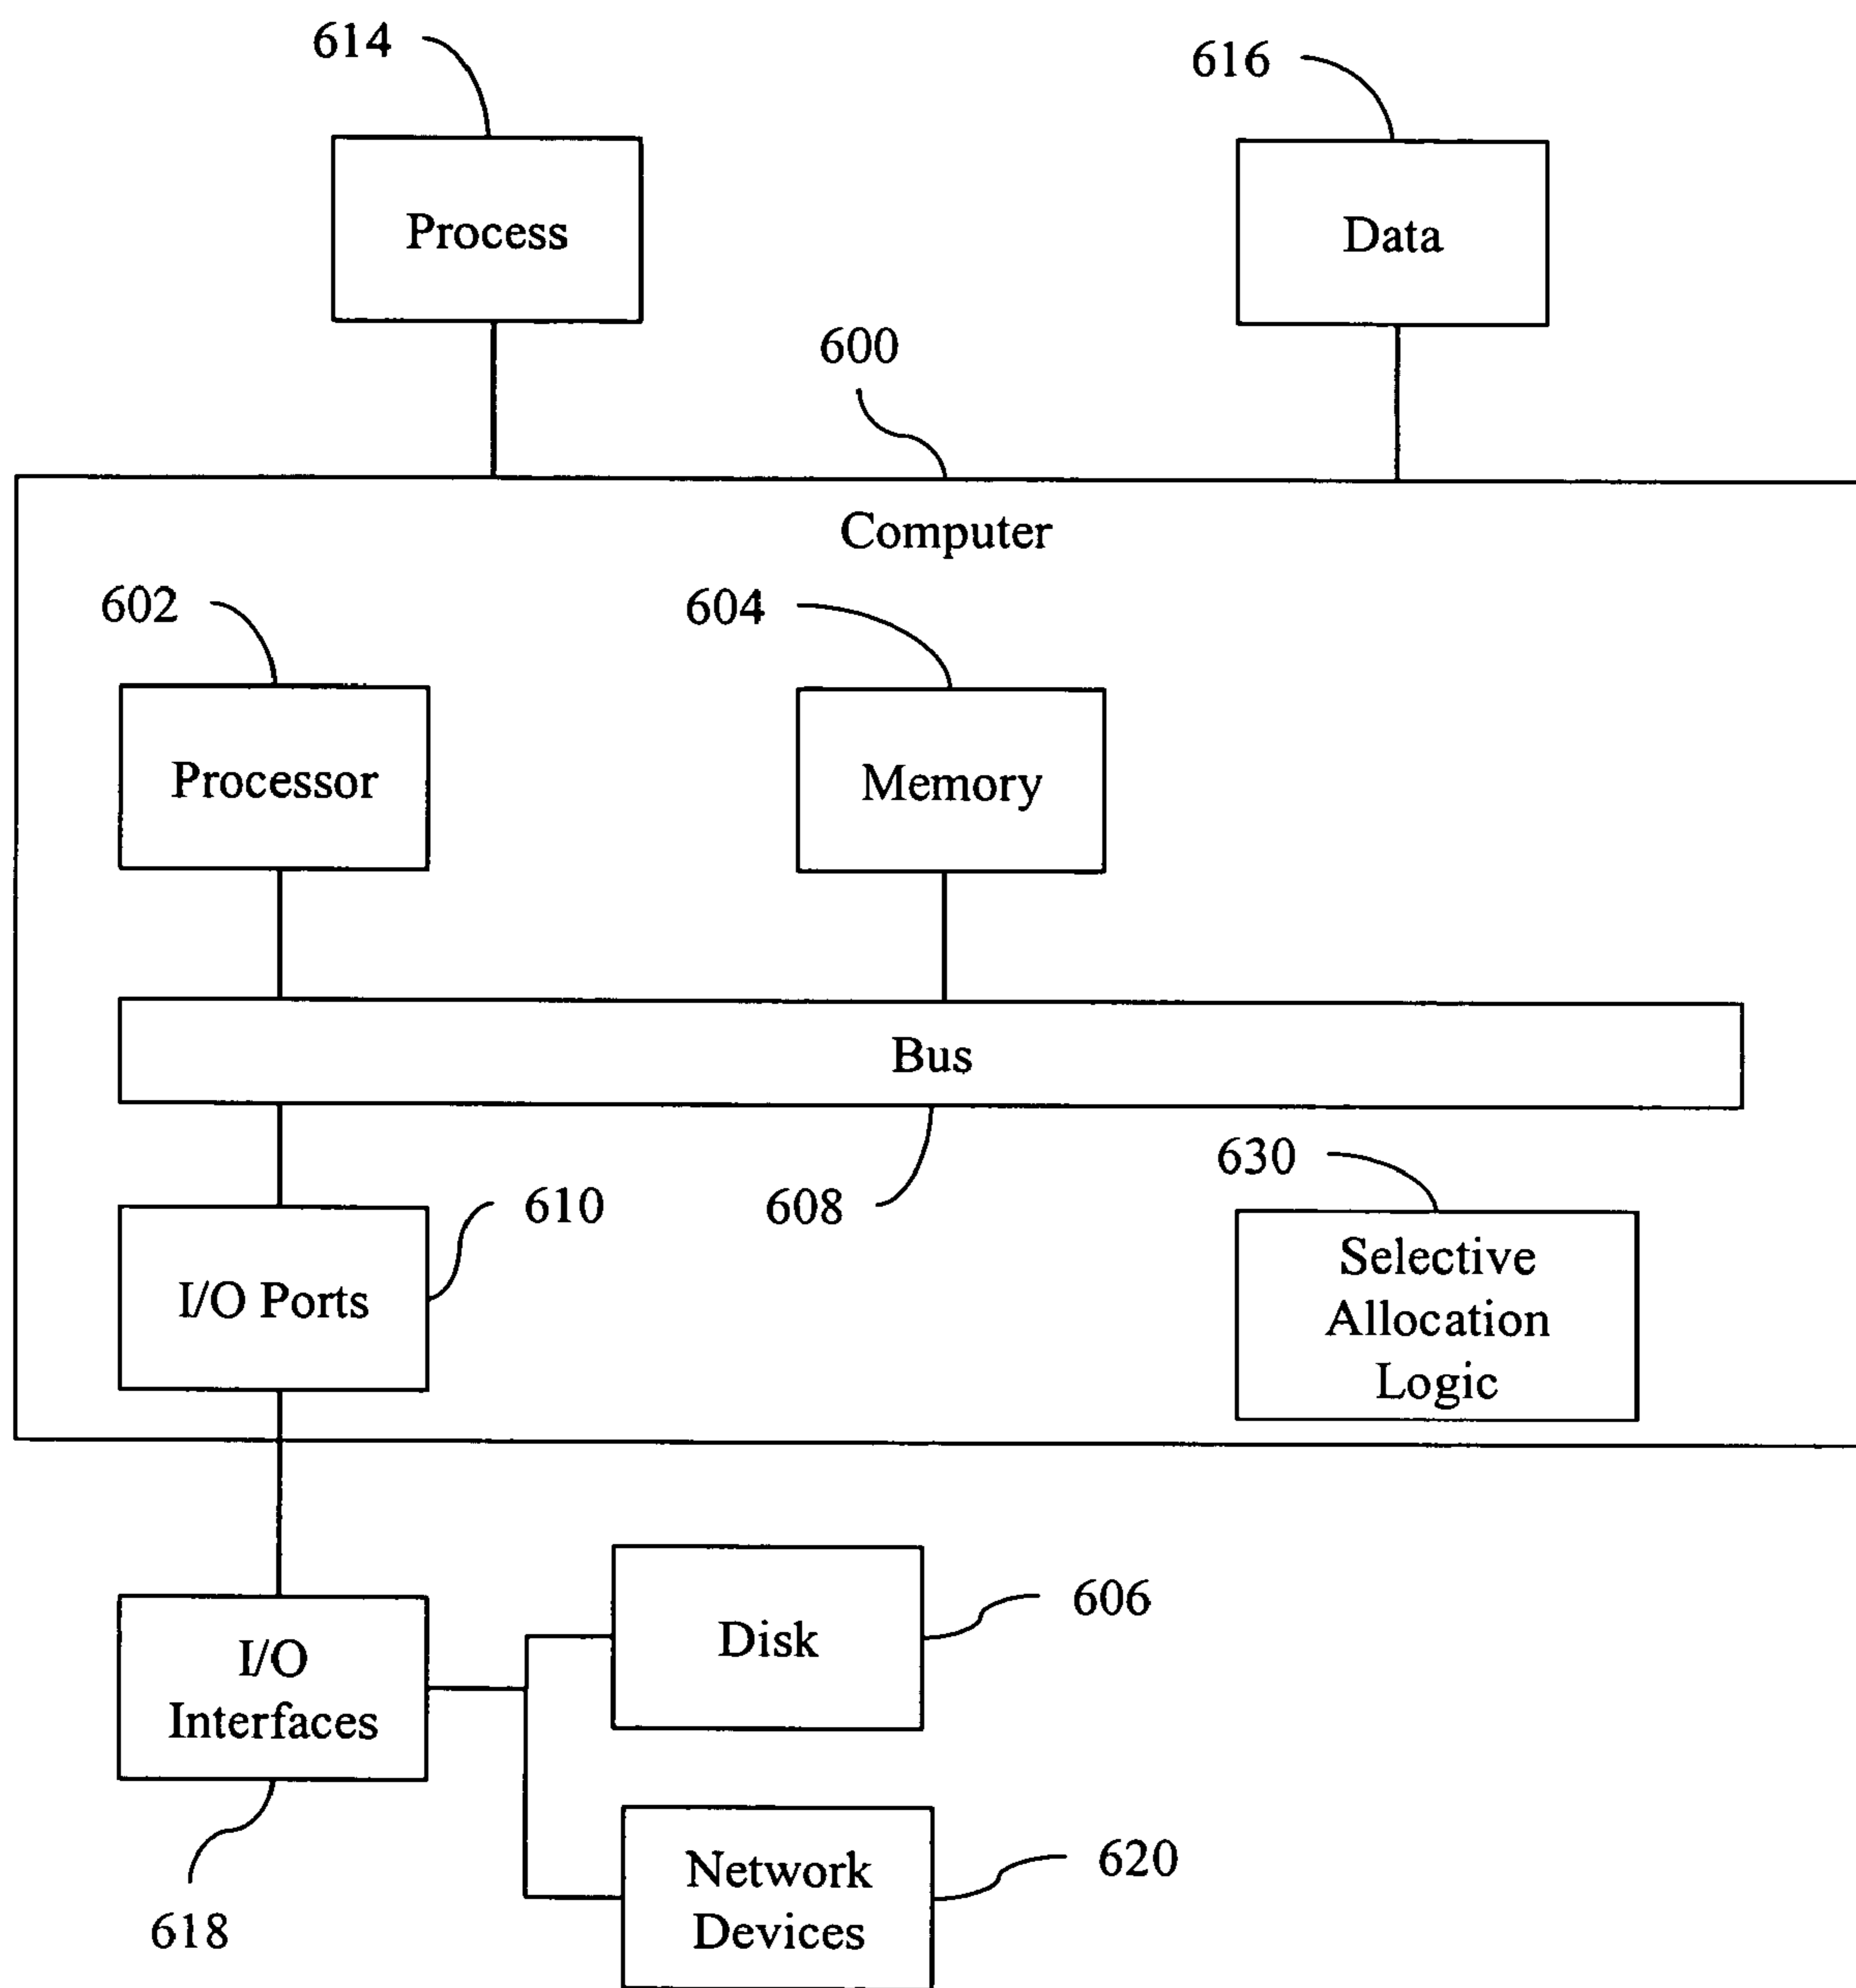 614
616
Process
Data
600
Computer
602
604
Processor
Memory
Bus
630
610
608
Selective
Allocation
Logic
I/O Ports
606
Disk
I/O
Interfaces
620
Network
Devices
618